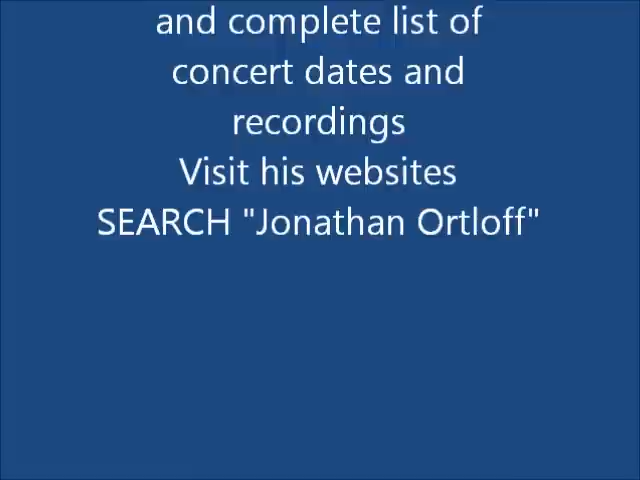 and complete list of
concert dates and
recordings
Visit his websites
SEARCH "Jonathan Ortloff"